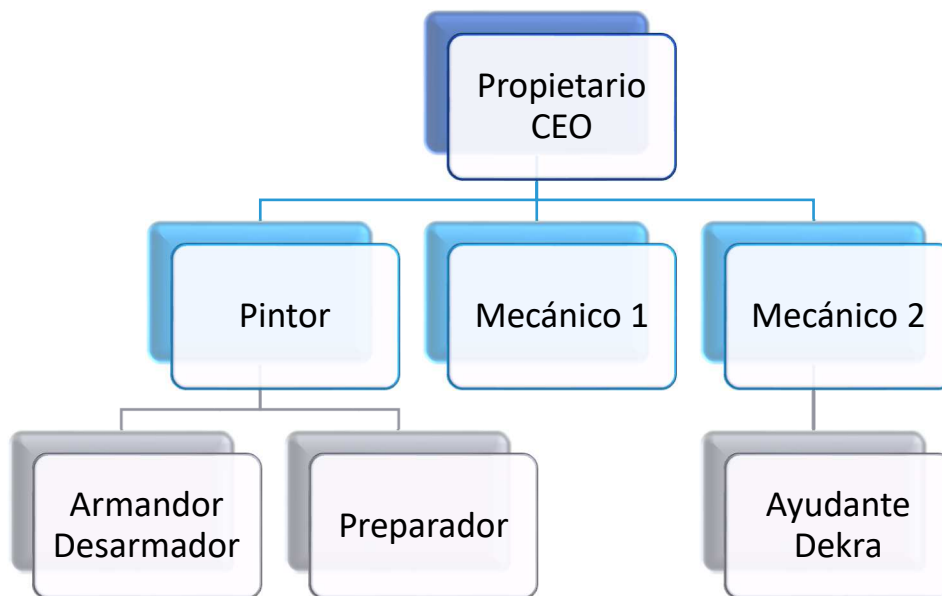 Propietario
CEO
Pintor
Mecánico 1
Mecánico 2
Armandor
Desarmador
Preparador
Ayudante
Dekra